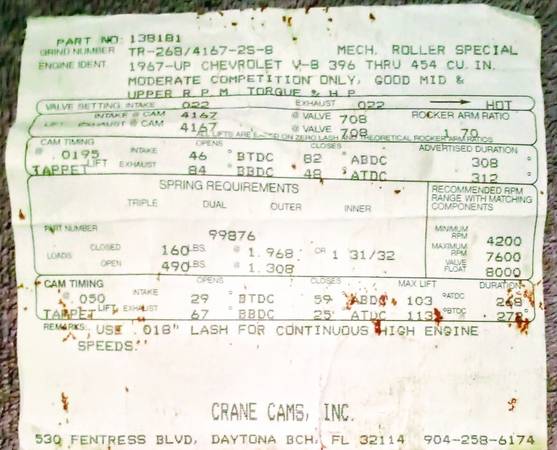 PART NO: 138181
GRIND NUMBER TR-268/4167-2S-8 MECH. ROLLER SPECIAL
ENGINE IDENT. 1967-UP CHEVROLET V-8 396 THRU 454 CU. IN.
MODERATE COMPETITION ONLY, GOOD MID &
UPPER R.P.M. TORQUE & H.P.
VALVE SETTING: INTAKE .022 EXHAUST .022 HOT
INTAKE @ CAM 4167 @ VALVE 708 ROCKER ARM RATIO
LIFT EXHAUST @ CAM 4167 @ VALVE 708 1.70
ALL LIFTS ARE BASED ON ZERO LASH AND THEORETICAL ROCKER ARM RATIOS
CAM TIMING OPENS CLOSES ADVERTISED DURATION
@ .0195 INTAKE 46 ° BTDC 82 ° ABDC 308 °
TAPPET LIFT EXHAUST 84 ° BBDC 48 ° ATDC 312 °
SPRING REQUIREMENTS RECOMMENDED RPM
RANGE WITH MATCHING
COMPONENTS
TRIPLE DUAL OUTER INNER
PART NUMBER 99876 MINIMUM RPM 4200
LOADS CLOSED 160 LBS. @ 1.968 OR 1 31/32 MAXIMUM RPM 7600
OPEN 490 LBS. @ 1.308 VALVE FLOAT 8000
CAM TIMING OPENS CLOSES MAX LIFT DURATION
@ .050 INTAKE 29 ° BTDC 59 ° ABDC 103 °ATDC 268 °
TAPPET LIFT EXHAUST 67 ° BBDC 25 ° ATDC 113 °BTDC °
REMARKS: USE .018" LASH FOR CONTINUOUS HIGH ENGINE
SPEEDS."
CRANE CAMS, INC.
530 FENTRESS BLVD, DAYTONA BCH, FL 32114 904-258-6174